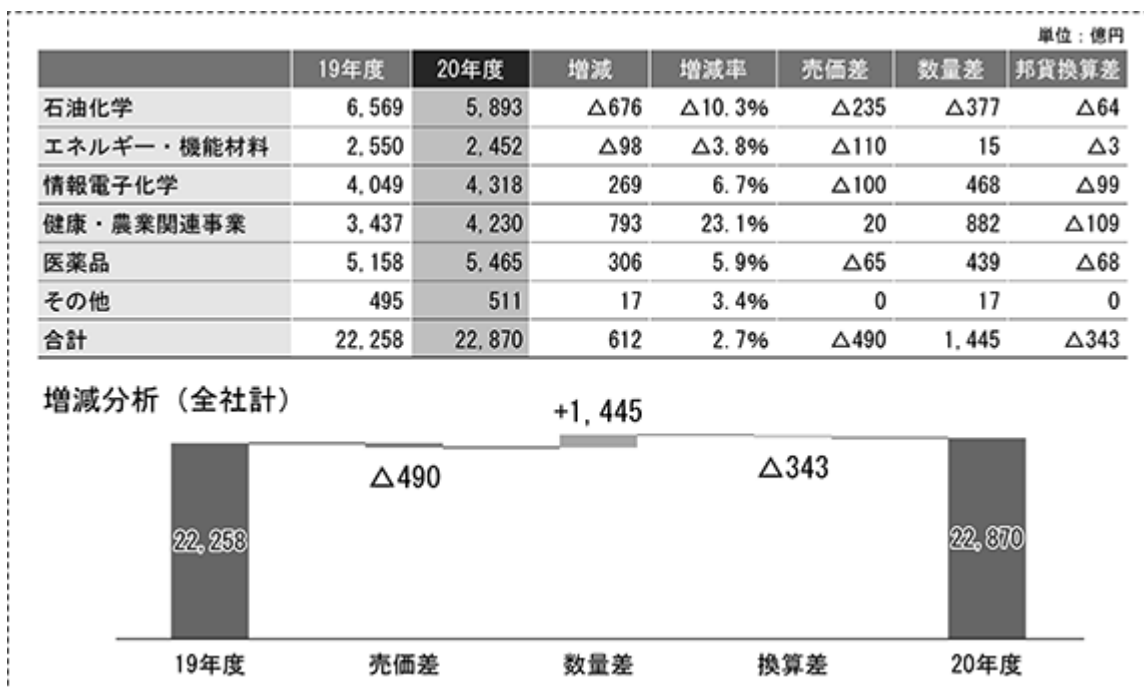 単位：億円
19年度 20年度 増減 増減率 売価差 数量差 邦貨換算差
石油化学 6,569 5,893 △676 △10.3% △235 △377 △64
エネルギー・機能材料 2,550 2,452 △98 △3.8% △110 15 △3
情報電子化学 4,049 4,318 269 6.7% △100 468 △99
健康・農業関連事業 3,437 4,230 793 23.1% 20 882 △109
医薬品 5,158 5,465 306 5.9% △65 439 △68
その他 495 511 17 3.4% 0 17 0
合計 22,258 22,870 612 2.7% △490 1,445 △343
増減分析（全社計）
+1,445
△490 △343
22,258 22,870
19年度 売価差 数量差 換算差 20年度